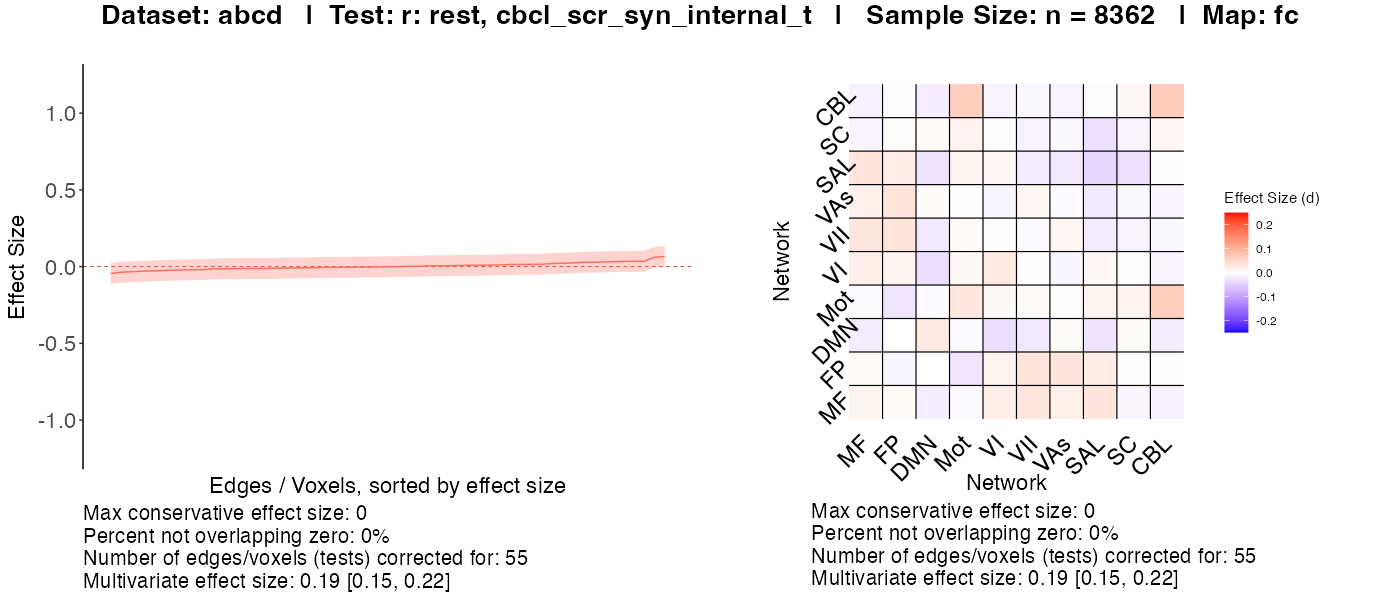 Dataset: abcd | Test: r: rest, cbcl_scr_syn_internal_t | Sample Size: n = 8362 | Map: fc
Effect Size
1.0
0.5
0.0
-0.5
-1.0
Edges / Voxels, sorted by effect size
Max conservative effect size: 0
Percent not overlapping zero: 0%
Number of edges/voxels (tests) corrected for: 55
Multivariate effect size: 0.19 [0.15, 0.22]
Network
CBL
SC
SAL
VAs
VII
VI
Mot
DMN
FP
MF
MF FP DMN Mot VI VII VAs SAL SC CBL
Network
Effect Size (d)
0.2
0.1
0.0
-0.1
-0.2
Max conservative effect size: 0
Percent not overlapping zero: 0%
Number of edges/voxels (tests) corrected for: 55
Multivariate effect size: 0.19 [0.15, 0.22]